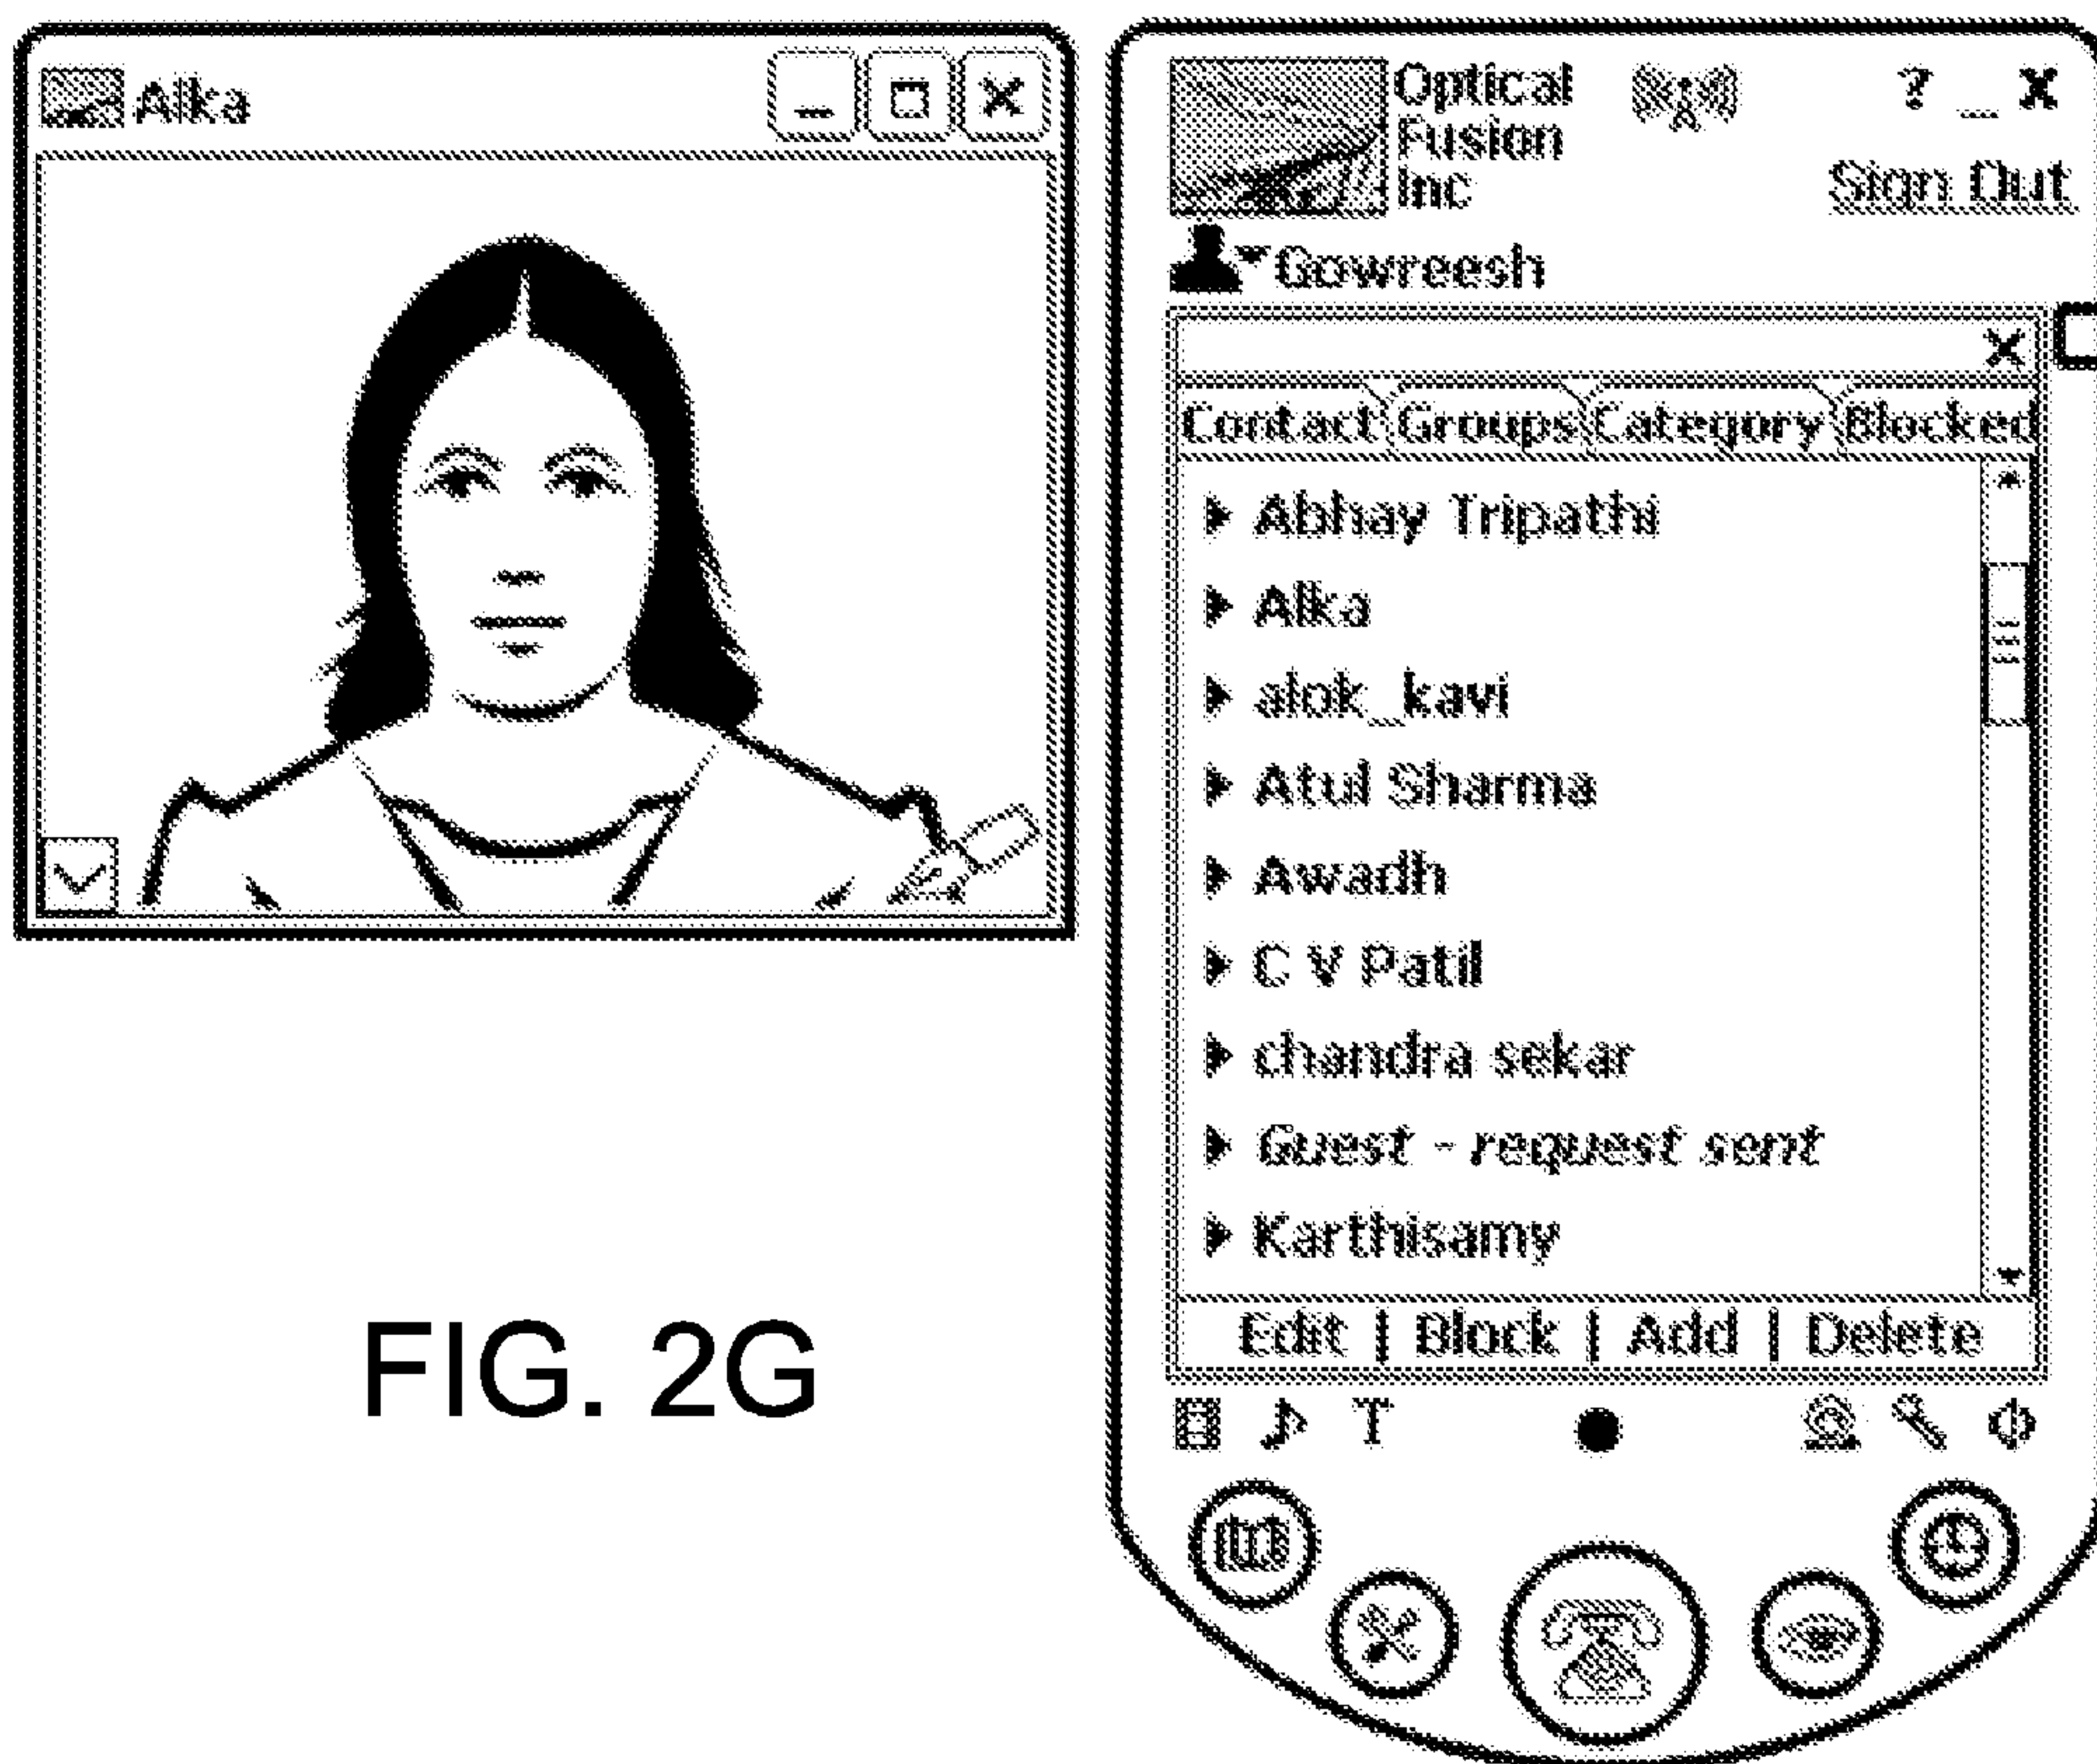 Alka
Optical
Fusion
Inc
? _ X
Sign Out
Gowreesh
X
Contact Groups Category Blocked
Abhay Tripathi
Alka
alok_kavi
Atul Sharma
Awadh
C V Patil
chandra sekar
Guest - request sent
Karthisamy
Edit | Block | Add | Delete
T
FIG. 2G